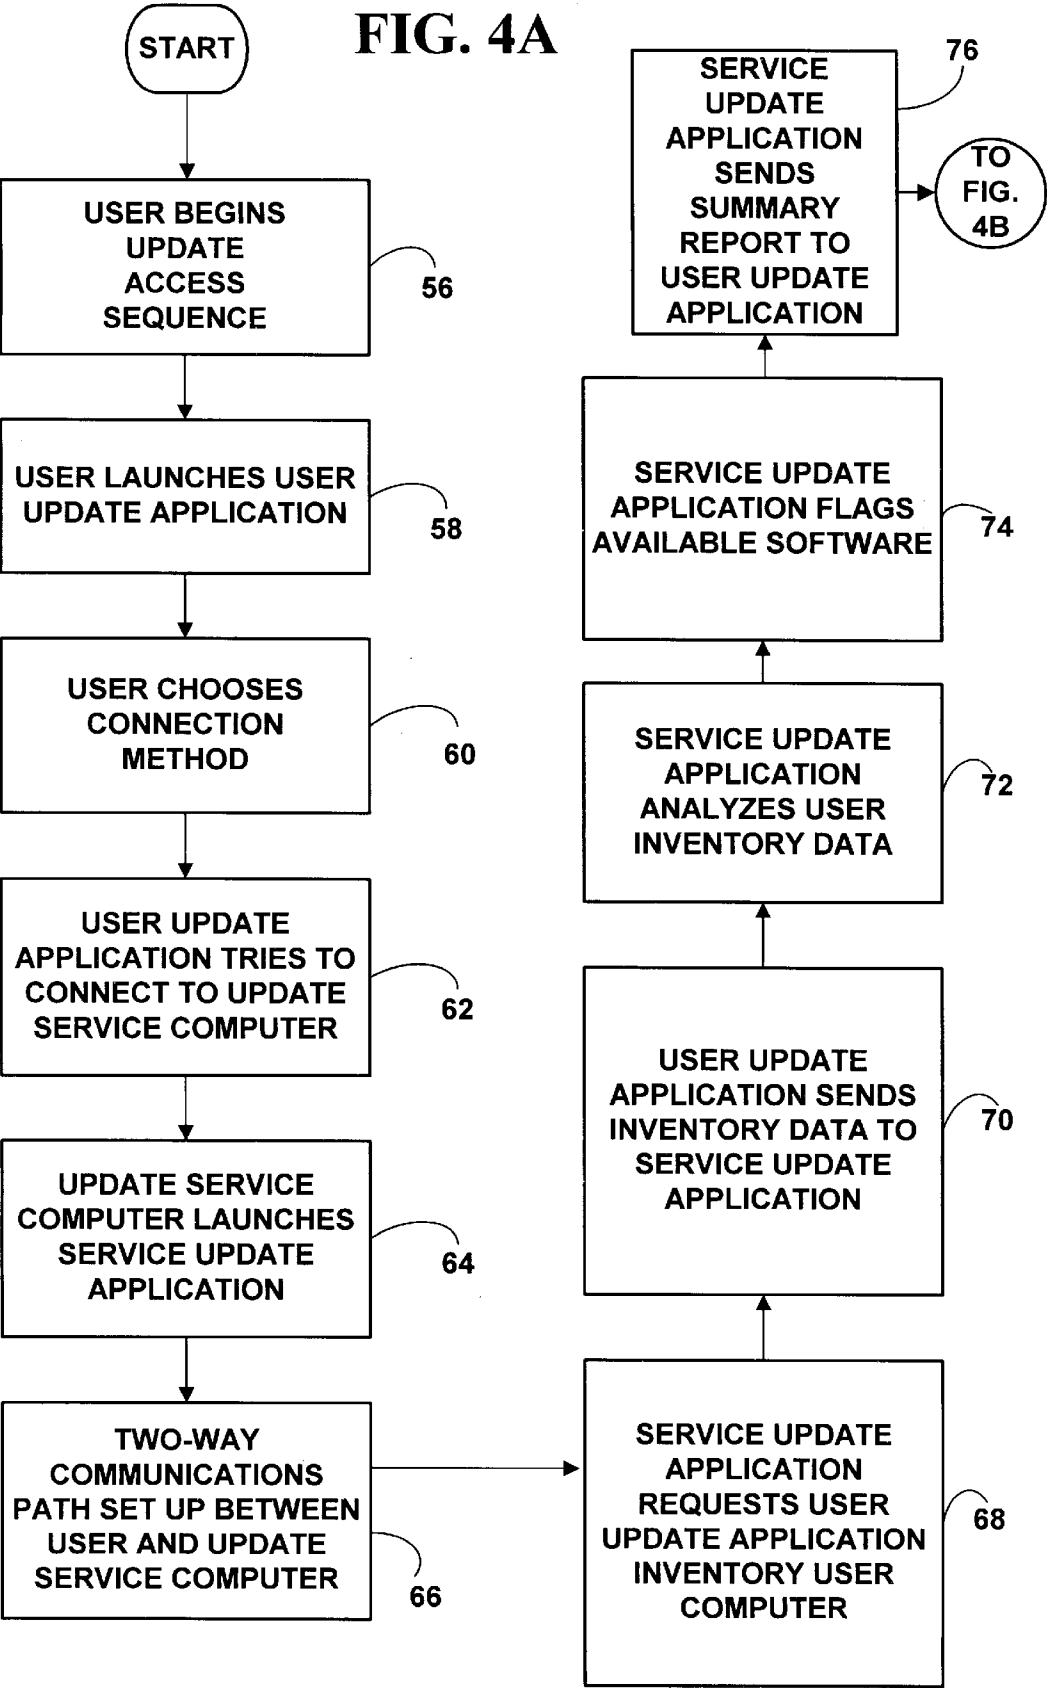 FIG. 4A
START
USER BEGINS
UPDATE
ACCESS
SEQUENCE
56
USER LAUNCHES USER
UPDATE APPLICATION
58
USER CHOOSES
CONNECTION
METHOD
60
USER UPDATE
APPLICATION TRIES TO
CONNECT TO UPDATE
SERVICE COMPUTER
62
UPDATE SERVICE
COMPUTER LAUNCHES
SERVICE UPDATE
APPLICATION
64
TWO-WAY
COMMUNICATIONS
PATH SET UP BETWEEN
USER AND UPDATE
SERVICE COMPUTER
66
SERVICE UPDATE
APPLICATION
REQUESTS USER
UPDATE APPLICATION
INVENTORY USER
COMPUTER
68
USER UPDATE
APPLICATION SENDS
INVENTORY DATA TO
SERVICE UPDATE
APPLICATION
70
SERVICE UPDATE
APPLICATION
ANALYZES USER
INVENTORY DATA
72
SERVICE UPDATE
APPLICATION FLAGS
AVAILABLE SOFTWARE
74
SERVICE
UPDATE
APPLICATION
SENDS
SUMMARY
REPORT TO
USER UPDATE
APPLICATION
76
TO
FIG.
4B